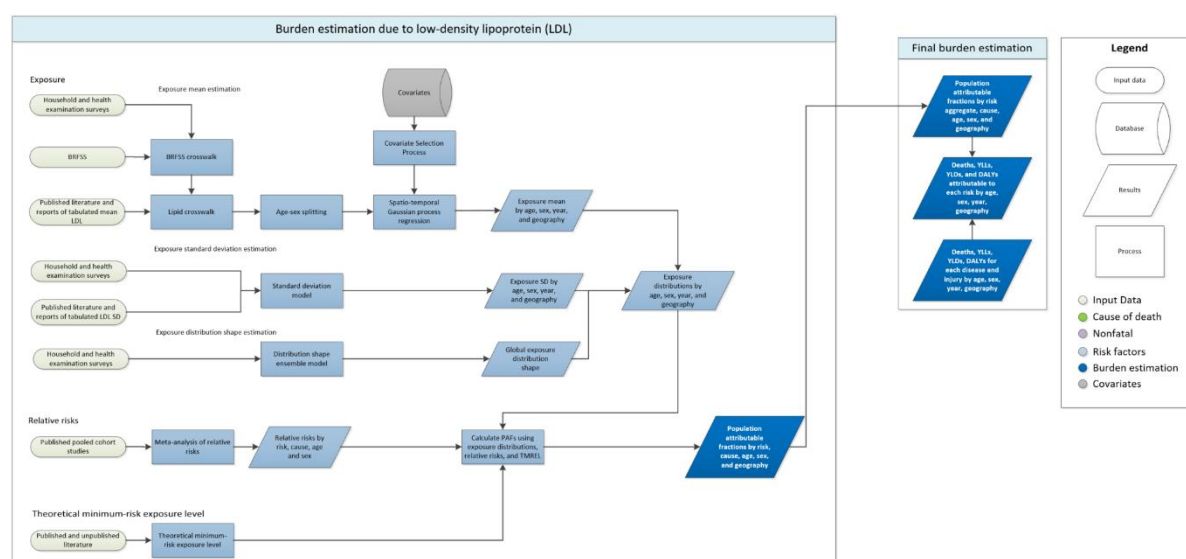 Burden estimation due to low-density lipoprotein (LDL)
Exposure
Exposure mean estimation
Household and health
examination surveys
Covariates
BRFSS
BRFSS crosswalk
Covariate Selection
Process
Published literature and
reports of tabulated mean
LDL
Lipid crosswalk
Age-sex splitting
Spatio-temporal
Gaussian process
regression
Exposure mean
by age, sex, year,
and geography
Exposure standard deviation estimation
Household and health
examination surveys
Published literature and
reports of tabulated LDL SD
Standard deviation
model
Exposure SD by
age, sex, year,
and geography
Exposure
distributions by
age, sex, year, and
geography
Exposure distribution shape estimation
Household and health
examination surveys
Distribution shape
ensemble model
Global exposure
distribution
shape
Relative risks
Published pooled cohort
studies
Meta-analysis of relative
risks
Relative risks by
risk, cause, age
and sex
Calculate PAFs using
exposure distributions,
relative risks, and TMREL
Population
attributable
fractions by risk,
cause, age, sex,
and geography
Theoretical minimum-risk exposure level
Published and unpublished
literature
Theoretical minimum-
risk exposure level
Final burden estimation
Population
attributable
fractions by risk
aggregate, cause,
age, sex, and
geography
Deaths, YLLs,
YLDs, and DALYs
attributable to
each risk by age,
sex, year,
geography
Deaths, YLLs,
YLDs, DALYs for
each disease and
injury by age, sex,
year, geography
Legend
Input data
Database
Results
Process
Input Data
Cause of death
Nonfatal
Risk factors
Burden estimation
Covariates